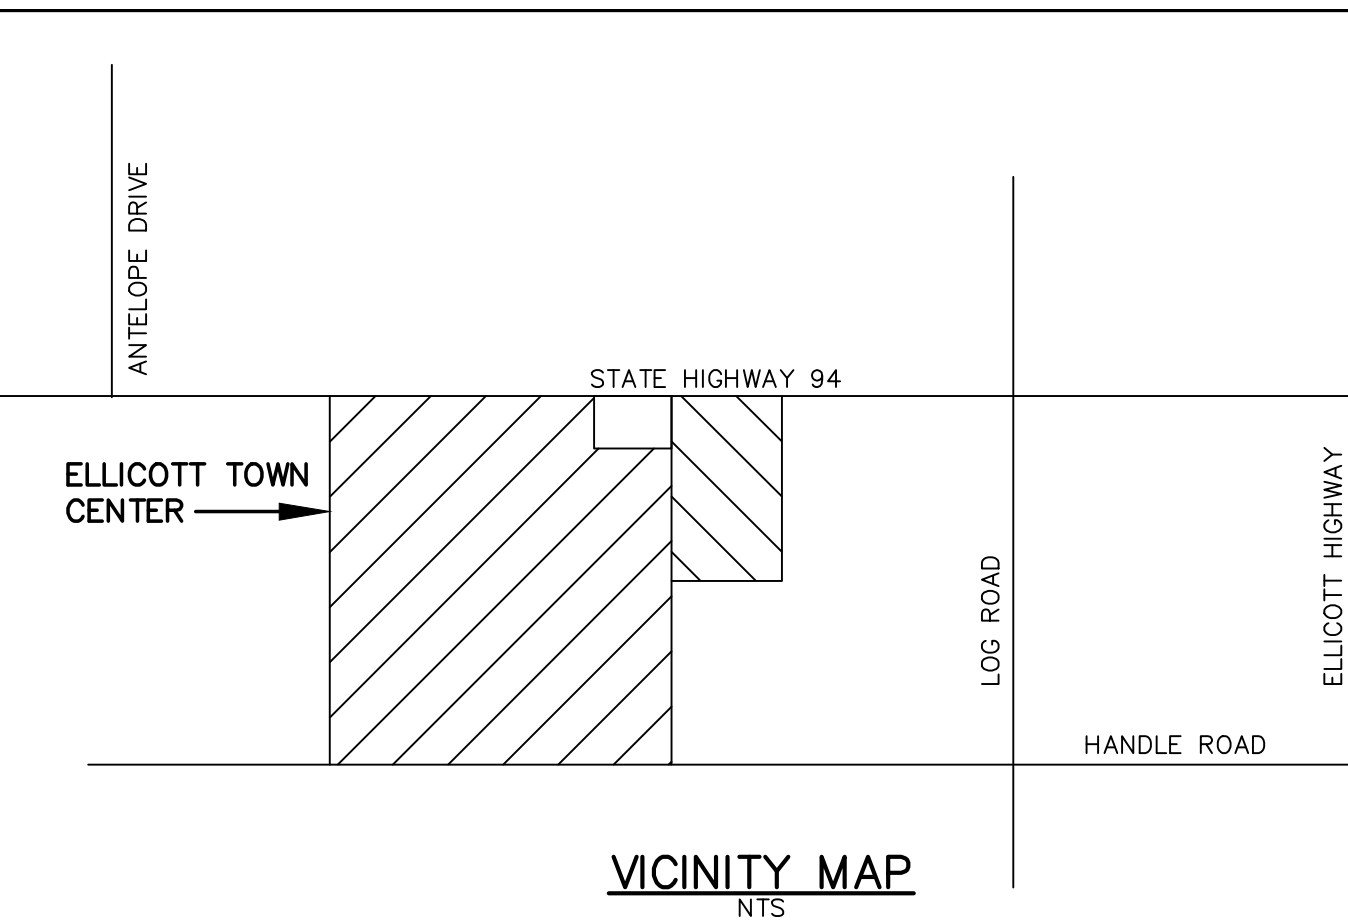 ANTELOPE DRIVE
STATE HIGHWAY 94
ELLICOTT TOWN
CENTER
LOG ROAD
ELLICOTT HIGHWAY
HANDLE ROAD
VICINITY MAP
NTS